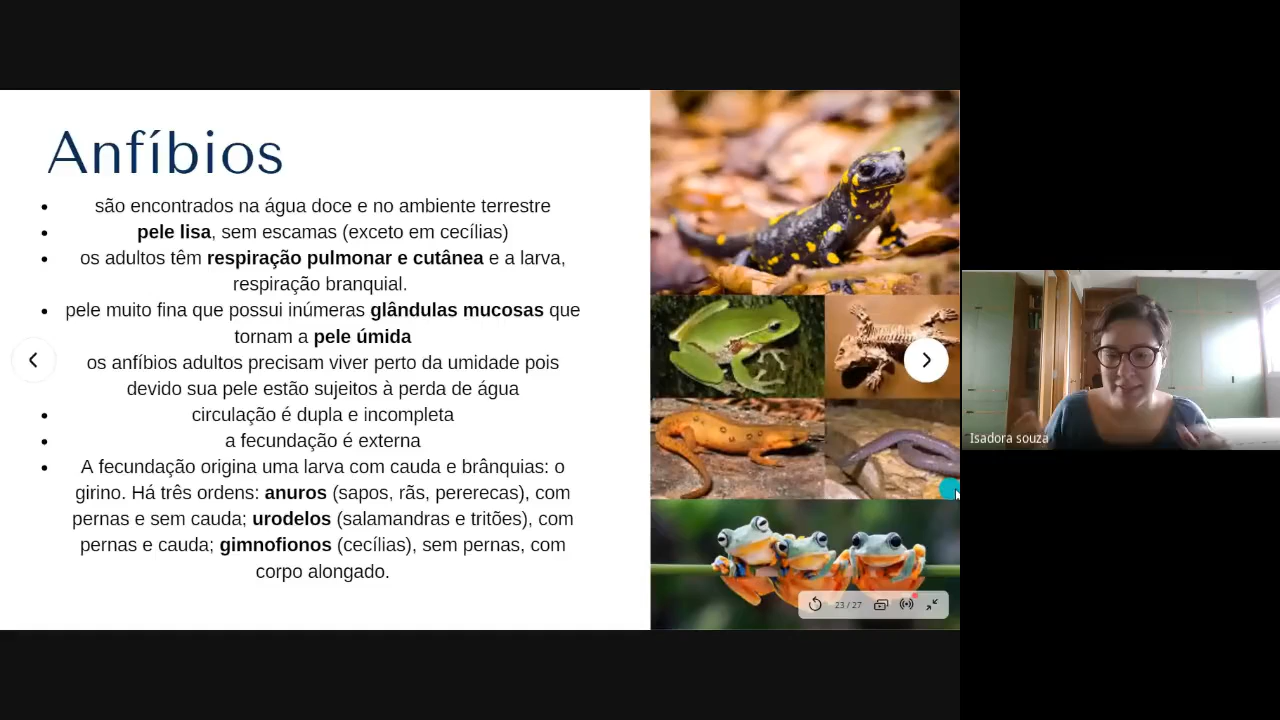 Anfíbios
são encontrados na água doce e no ambiente terrestre
pele lisa, sem escamas (exceto em cecílias)
os adultos têm respiração pulmonar e cutânea e a larva,
respiração branquial.
pele muito fina que possui inúmeras glândulas mucosas que
tornam a pele úmida
os anfíbios adultos precisam viver perto da umidade pois
devido sua pele estão sujeitos à perda de água
circulação é dupla e incompleta
a fecundação é externa
A fecundação origina uma larva com cauda e brânquias: o
girino. Há três ordens: anuros (sapos, rãs, pererecas), com
pernas e sem cauda; urodelos (salamandras e tritões), com
pernas e cauda; gimnofionos (cecílias), sem pernas, com
corpo alongado.
23 / 27
Isadora souza